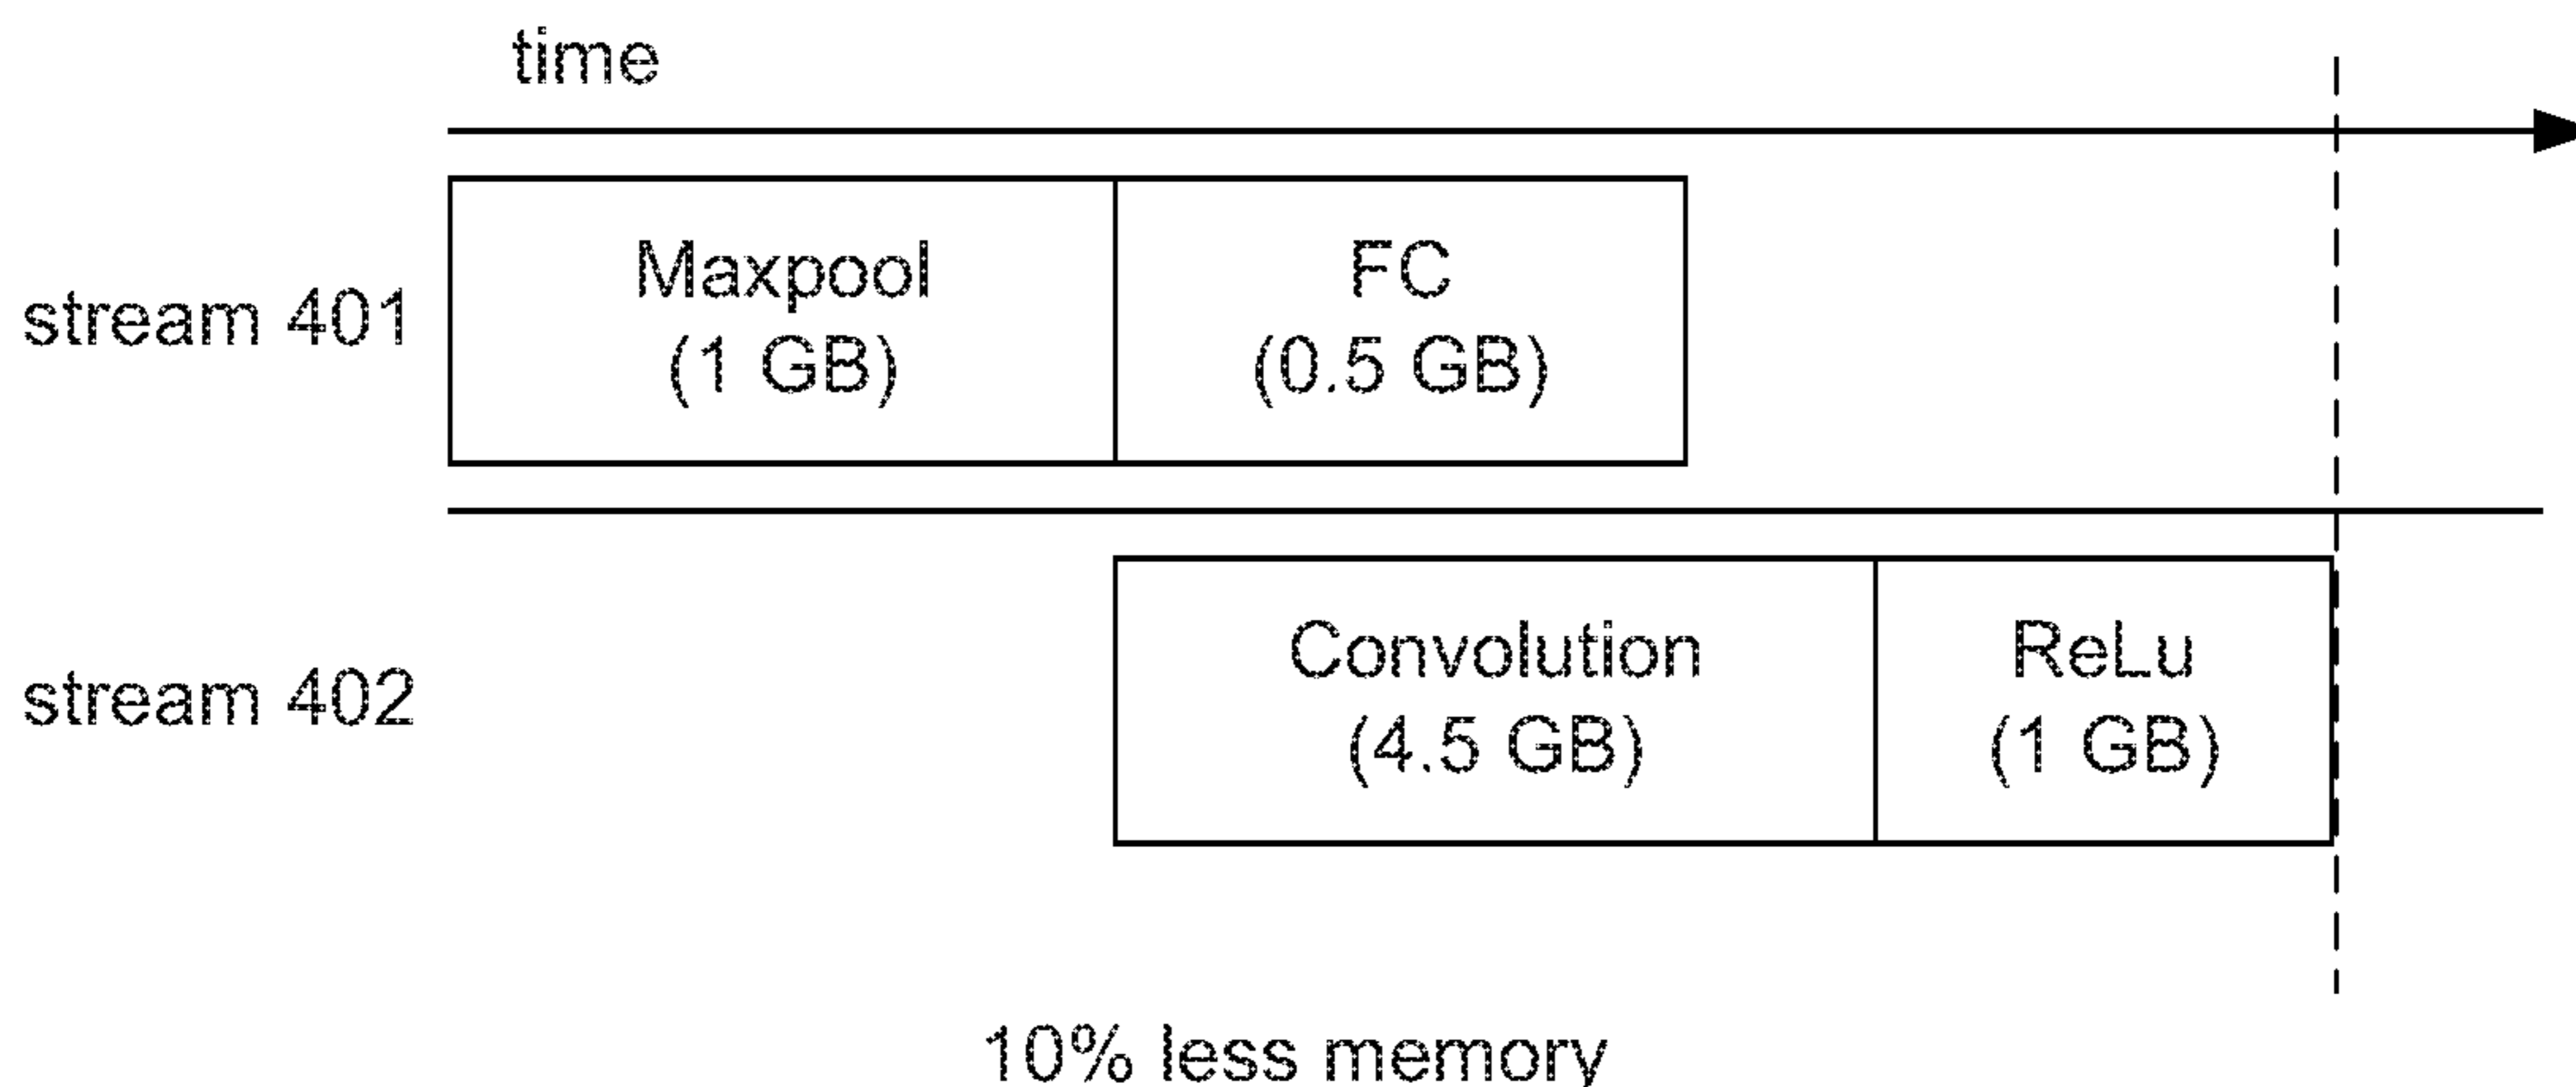 time
stream 401
Maxpool
(1 GB)
FC
(0.5 GB)
stream 402
Convolution
(4.5 GB)
ReLu
(1 GB)
10% less memory